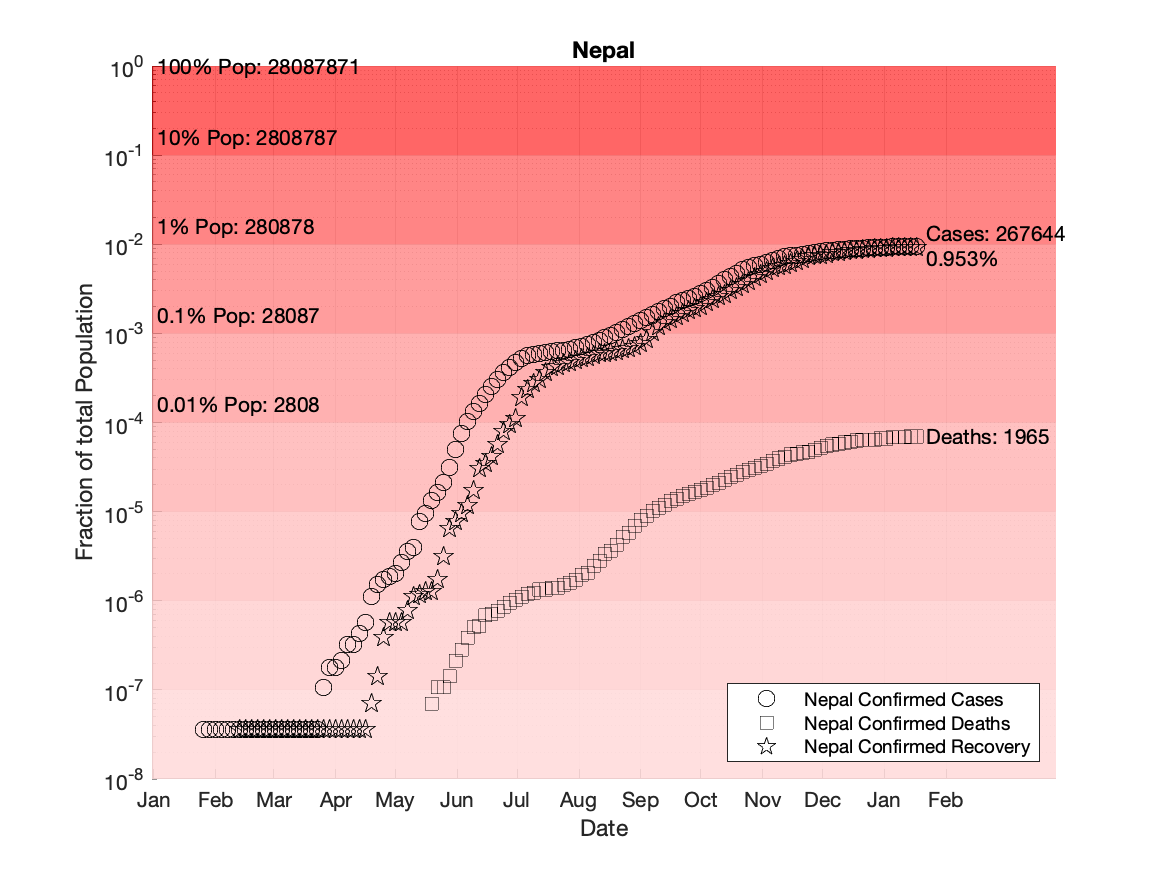 Nepal
10^0
100% Pop: 28087871
10% Pop: 2808787
10^-1
1% Pop: 280878
10^-2
Cases: 267644
0.953%
0.1% Pop: 28087
10^-3
0.01% Pop: 2808
10^-4
Deaths: 1965
10^-5
10^-6
10^-7
10^-8
Fraction of total Population
Nepal Confirmed Cases
Nepal Confirmed Deaths
Nepal Confirmed Recovery
Jan Feb Mar Apr May Jun Jul Aug Sep Oct Nov Dec Jan Feb
Date